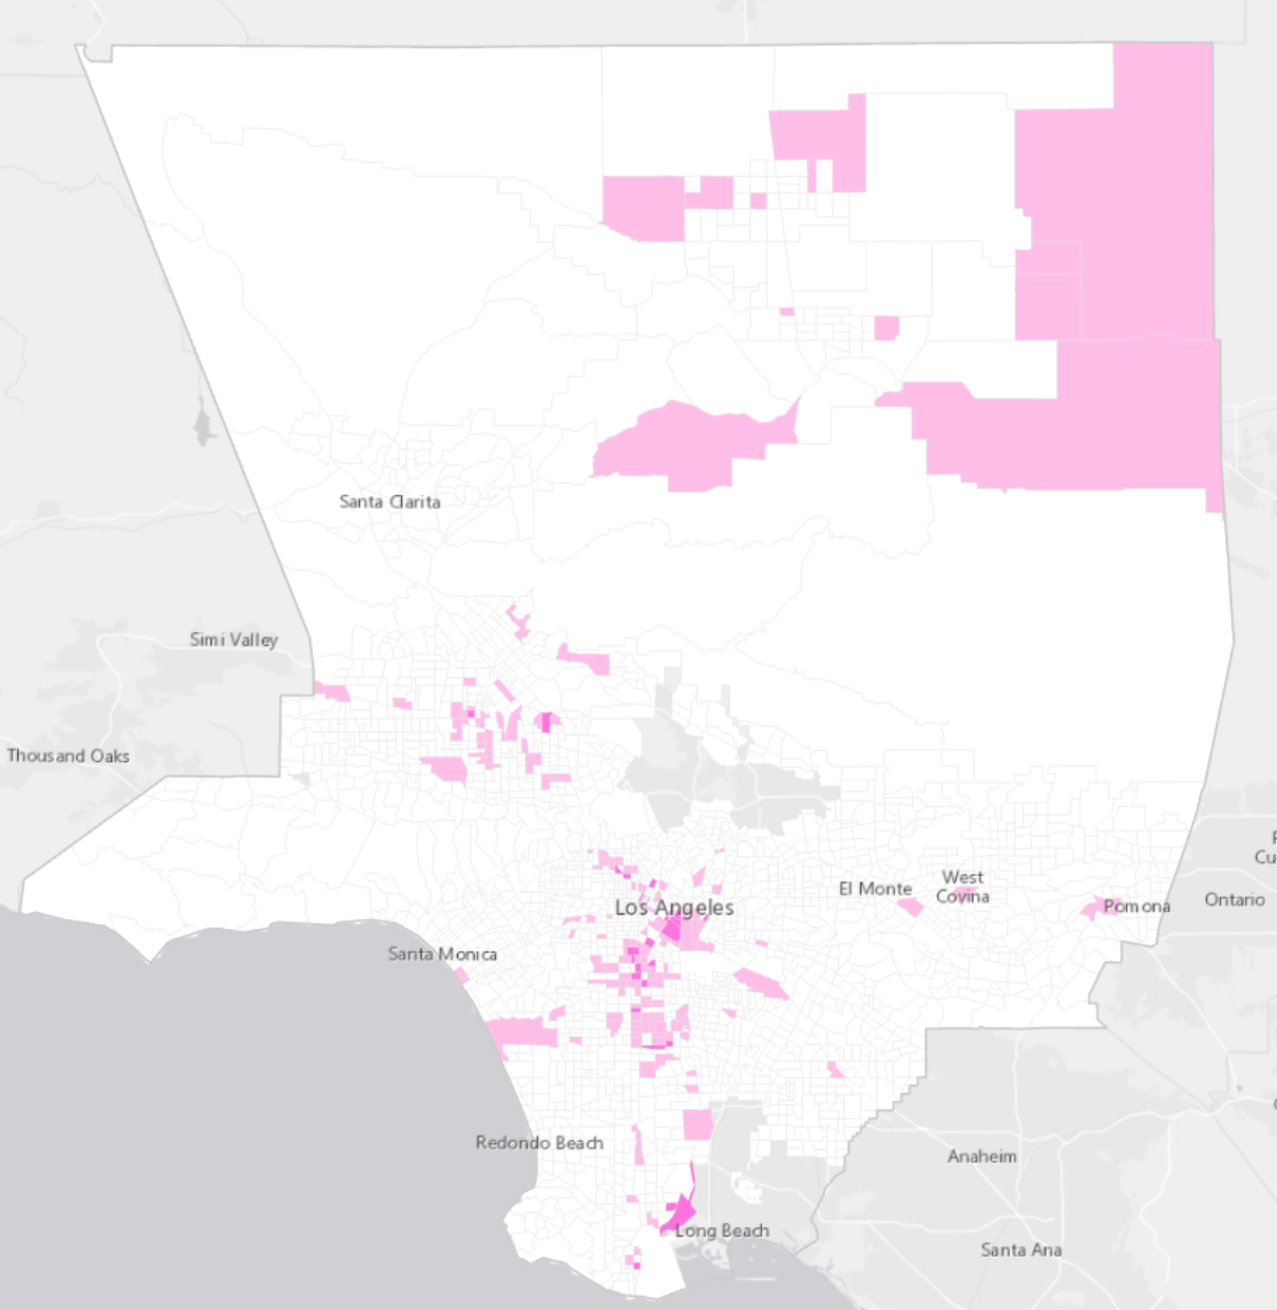 Santa Clarita
Simi Valley
Thousand Oaks
El Monte
West
Covina
Los Angeles
Pomona
Ontario
Cu
Santa Monica
Redondo Beach
Anaheim
Long Beach
Santa Ana